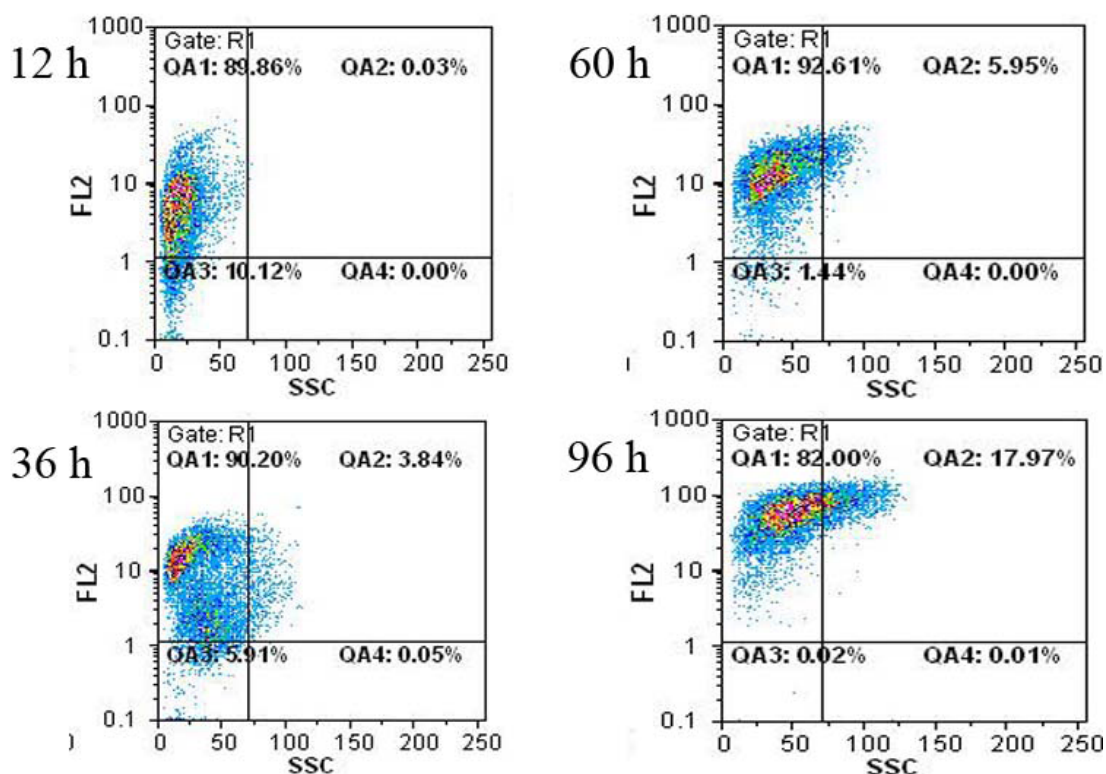 12 h
1000
100
10
1
0.1
FL2
Gate: R1
QA1: 89.86% QA2: 0.03%
QA3: 10.12% QA4: 0.00%
0 50 100 150 200 250
SSC
60 h
1000
100
10
1
0.1
FL2
Gate: R1
QA1: 92.61% QA2: 5.95%
QA3: 1.44% QA4: 0.00%
0 50 100 150 200 250
SSC
36 h
1000
100
10
1
0.1
FL2
Gate: R1
QA1: 90.20% QA2: 3.84%
QA3: 5.91% QA4: 0.05%
0 50 100 150 200 250
SSC
96 h
1000
100
10
1
0.1
FL2
Gate: R1
QA1: 82.00% QA2: 17.97%
QA3: 0.02% QA4: 0.01%
0 50 100 150 200 250
SSC